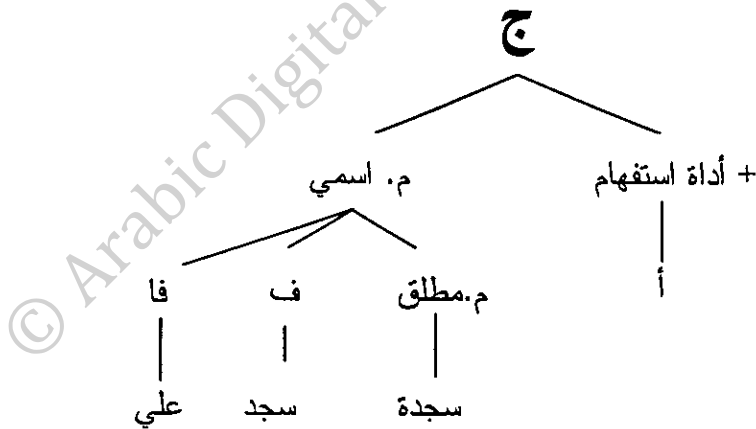 ج
+ أداة استفهام م. اسمي
أ م.مطلق ف فا
سجدة سجد علي
© Arabic Digital